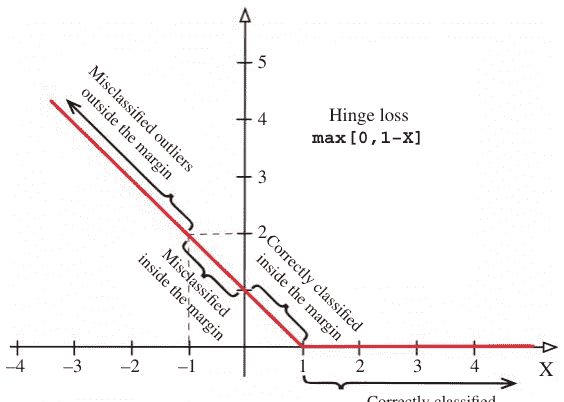 5
4
3
2
Hinge loss
max[0,1-X]
Misclassified outliers
outside the margin
Misclassified
inside the margin
Correctly classified
inside the margin
−4
−3
−2
−1
1
2
3
4
X
Correctly classified